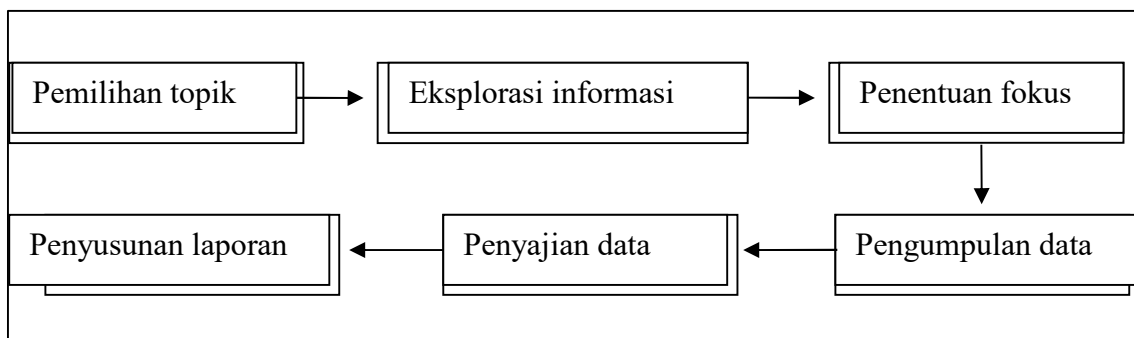 Pemilihan topik
Eksplorasi informasi
Penentuan fokus
Penyusunan laporan
Penyajian data
Pengumpulan data